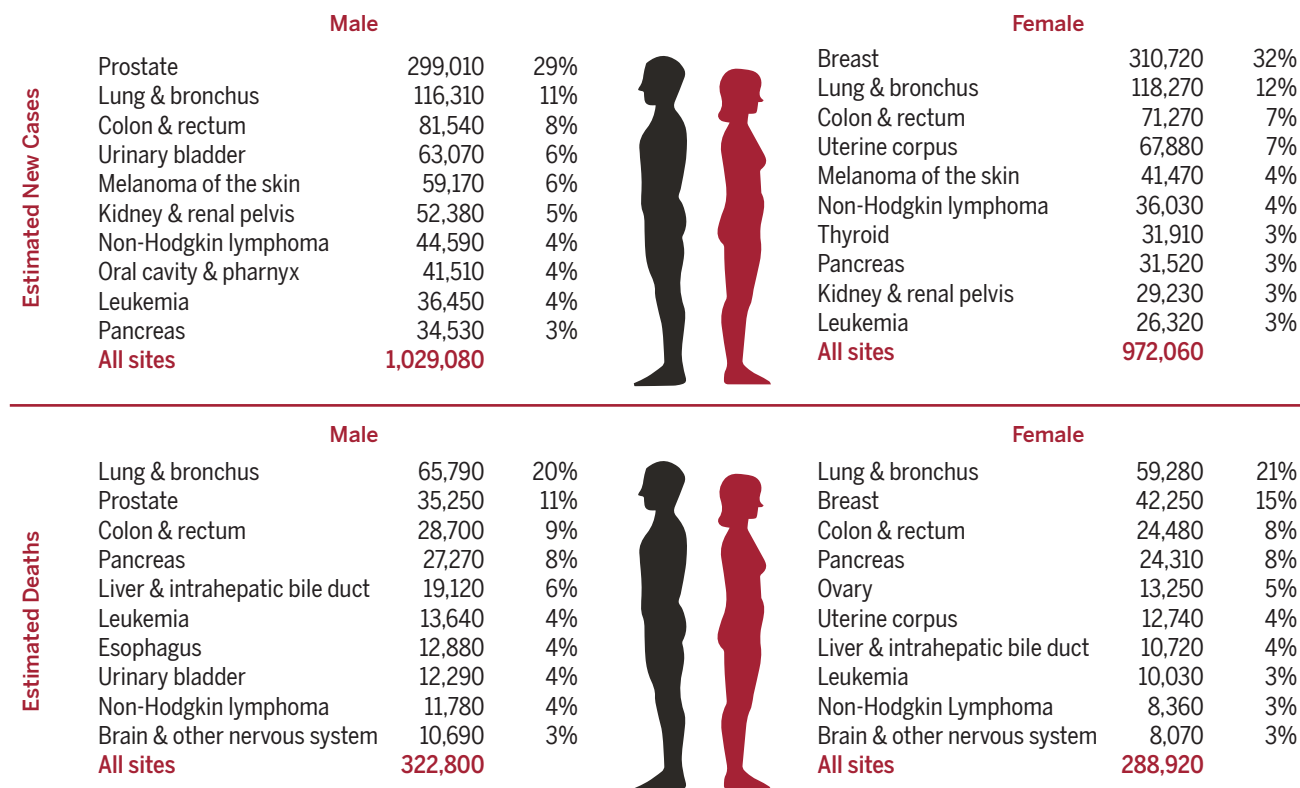 Male
Female
Estimated New Cases
Prostate 299,010 29%
Lung & bronchus 116,310 11%
Colon & rectum 81,540 8%
Urinary bladder 63,070 6%
Melanoma of the skin 59,170 6%
Kidney & renal pelvis 52,380 5%
Non-Hodgkin lymphoma 44,590 4%
Oral cavity & pharnyx 41,510 4%
Leukemia 36,450 4%
Pancreas 34,530 3%
All sites 1,029,080
Breast 310,720 32%
Lung & bronchus 118,270 12%
Colon & rectum 71,270 7%
Uterine corpus 67,880 7%
Melanoma of the skin 41,470 4%
Non-Hodgkin lymphoma 36,030 4%
Thyroid 31,910 3%
Pancreas 31,520 3%
Kidney & renal pelvis 29,230 3%
Leukemia 26,320 3%
All sites 972,060
Male
Female
Estimated Deaths
Lung & bronchus 65,790 20%
Prostate 35,250 11%
Colon & rectum 28,700 9%
Pancreas 27,270 8%
Liver & intrahepatic bile duct 19,120 6%
Leukemia 13,640 4%
Esophagus 12,880 4%
Urinary bladder 12,290 4%
Non-Hodgkin lymphoma 11,780 4%
Brain & other nervous system 10,690 3%
All sites 322,800
Lung & bronchus 59,280 21%
Breast 42,250 15%
Colon & rectum 24,480 8%
Pancreas 24,310 8%
Ovary 13,250 5%
Uterine corpus 12,740 4%
Liver & intrahepatic bile duct 10,720 4%
Leukemia 10,030 3%
Non-Hodgkin Lymphoma 8,360 3%
Brain & other nervous system 8,070 3%
All sites 288,920